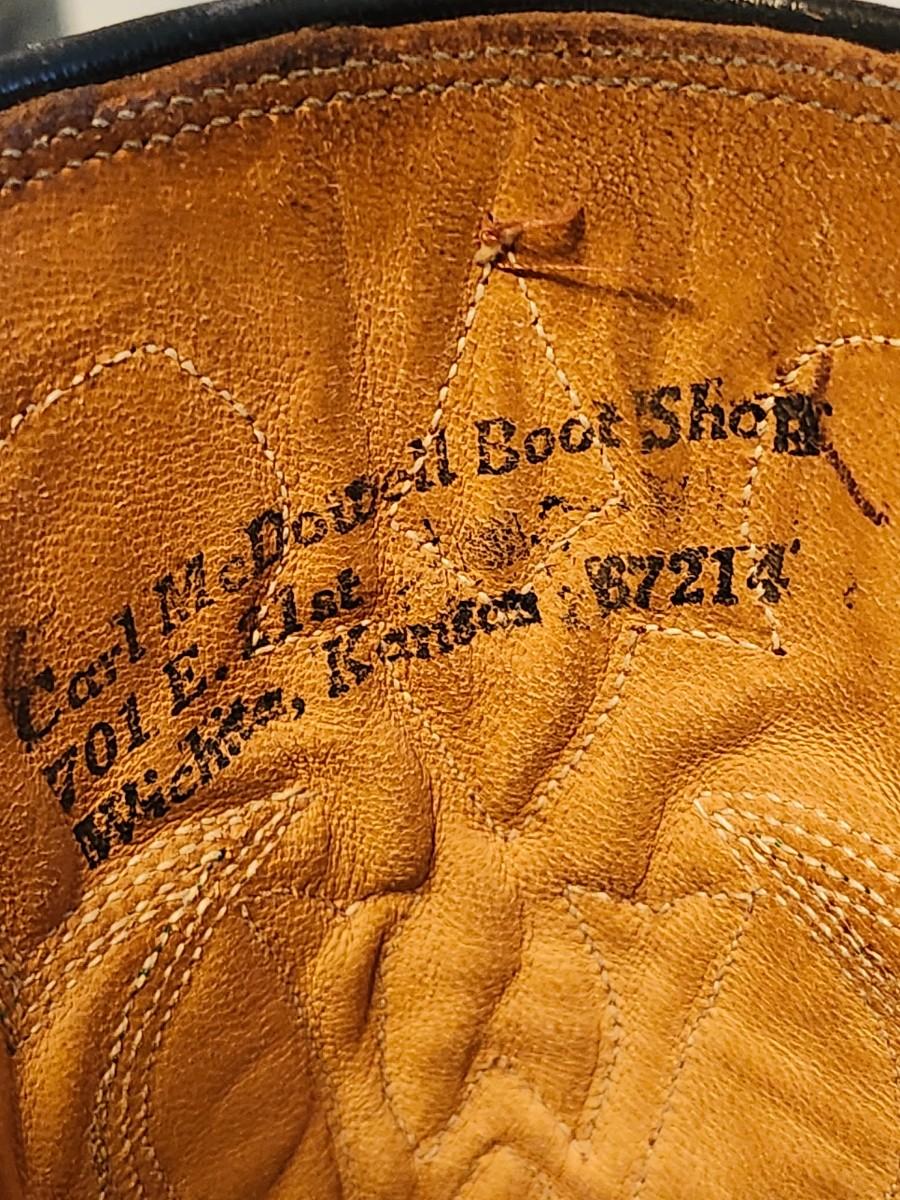 Carl McDowell Boot Shop
701 E. 21st
Wichita, Kansas 67214